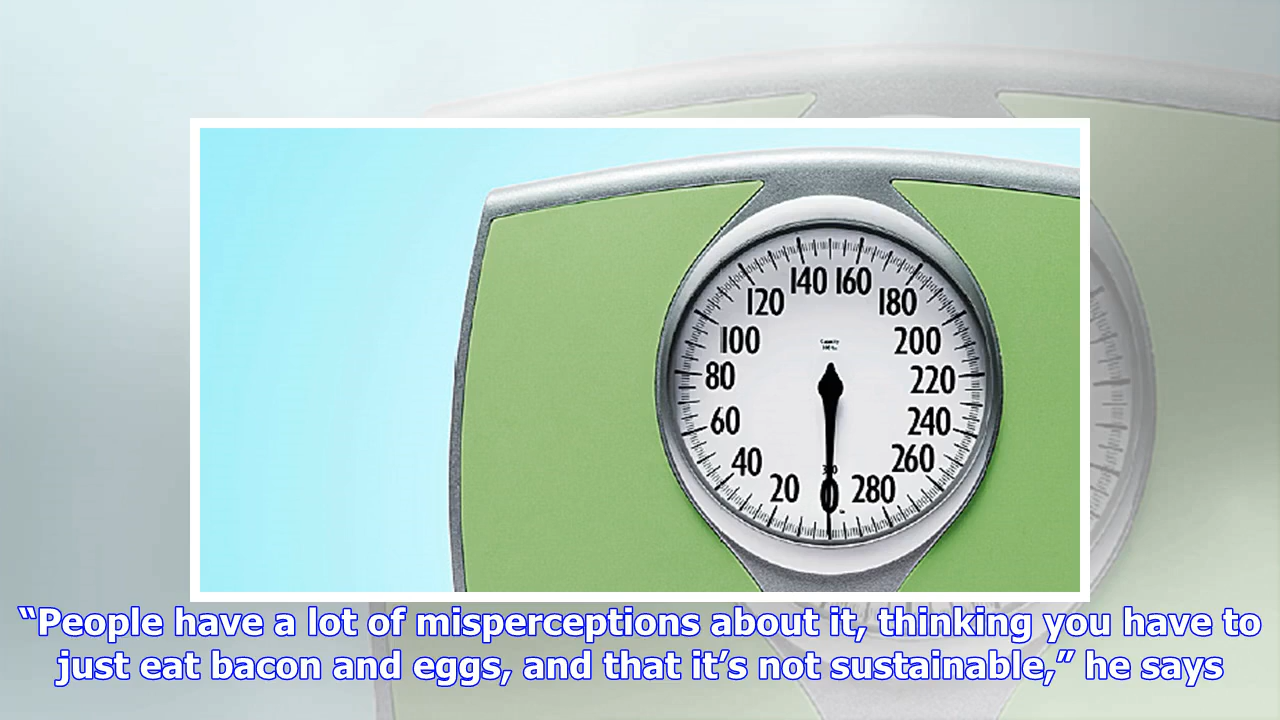 140 160
120 180
100 200
80 220
60 240
40 260
20 0 280
“People have a lot of misperceptions about it, thinking you have to
just eat bacon and eggs, and that it’s not sustainable,” he says